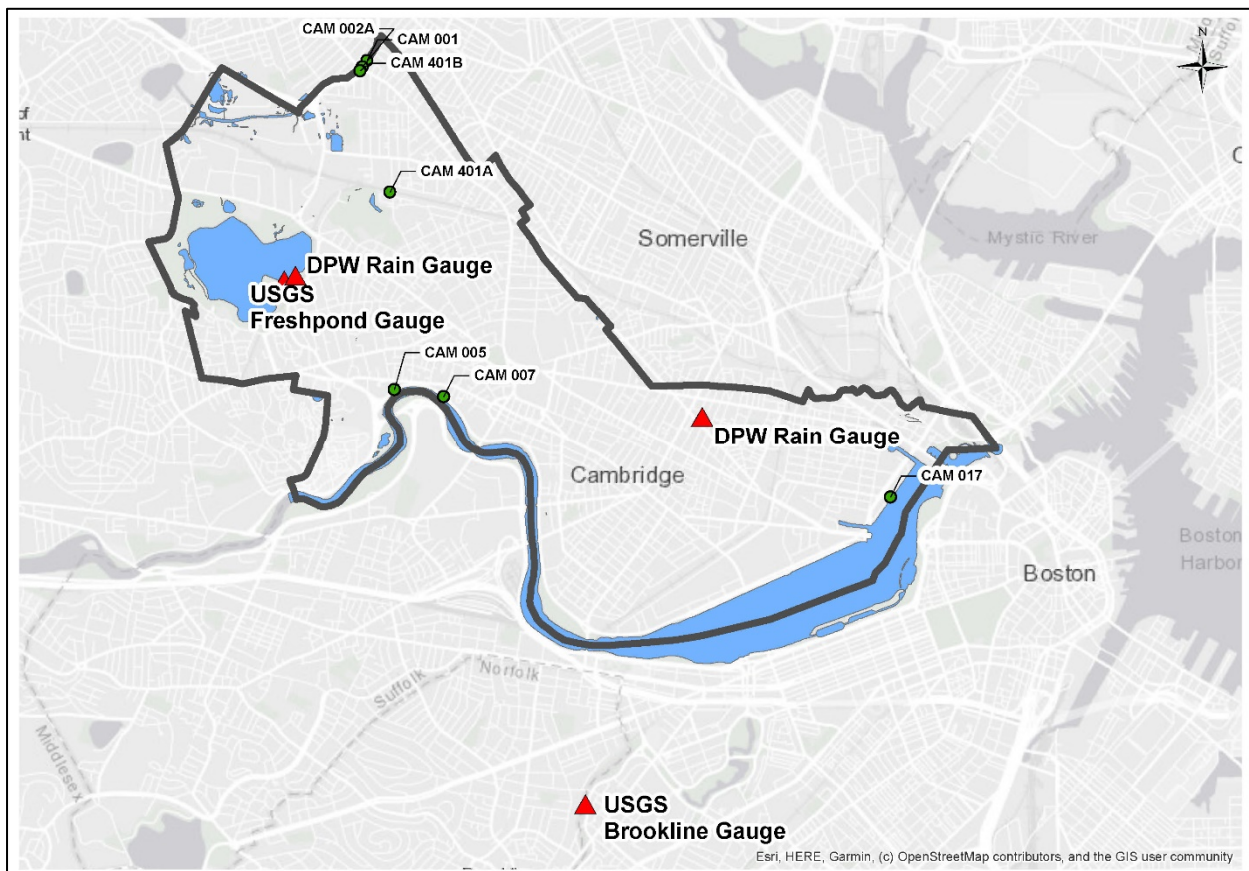 CAM 002A
CAM 001
CAM 401B
N
of
nt
CAM 401A
Somerville
Mystic River
DPW Rain Gauge
USGS
Freshpond Gauge
CAM 005
CAM 007
DPW Rain Gauge
Cambridge
CAM 017
Boston
Harbor
Boston
Norfolk
Suffolk
Middlesex
USGS
Brookline Gauge
Esri, HERE, Garmin, (c) OpenStreetMap contributors, and the GIS user community